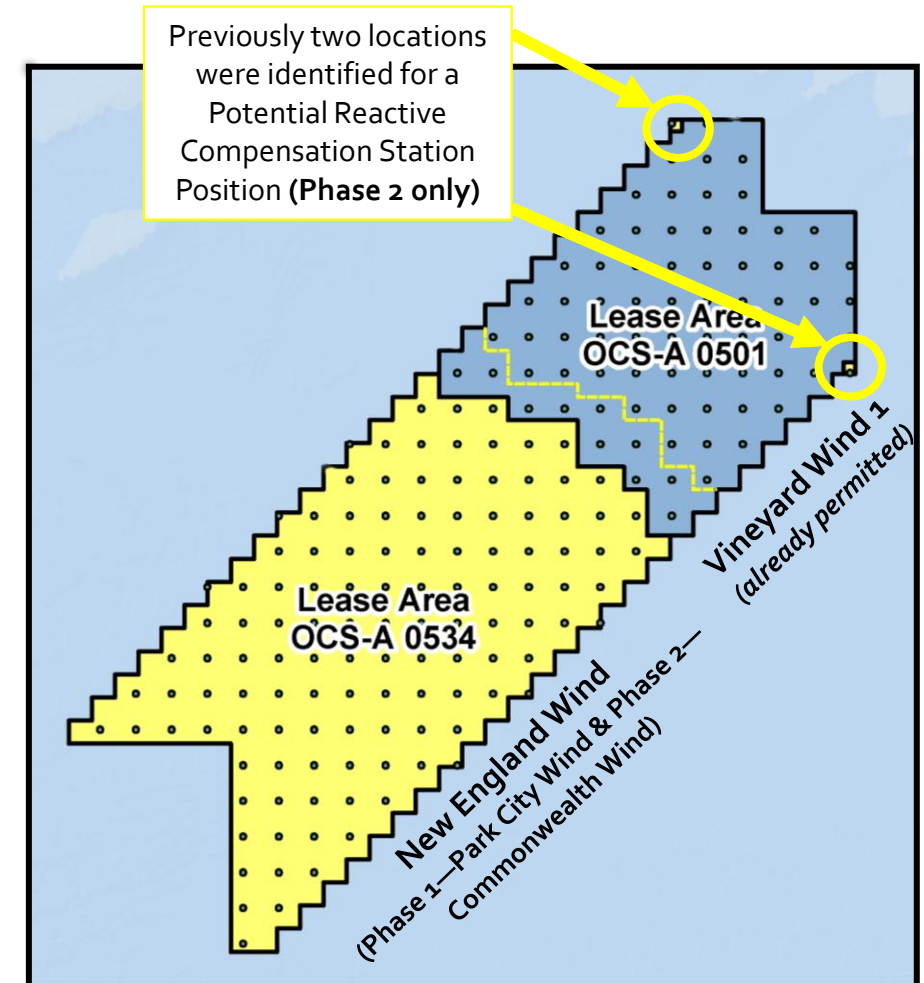 Previously two locations
were identified for a
Potential Reactive
Compensation Station
Position (Phase 2 only)
Lease Area
OCS-A 0501
Vineyard Wind 1
(already permitted)
Lease Area
OCS-A 0534
New England Wind
(Phase 1—Park City Wind & Phase 2—
Commonwealth Wind)